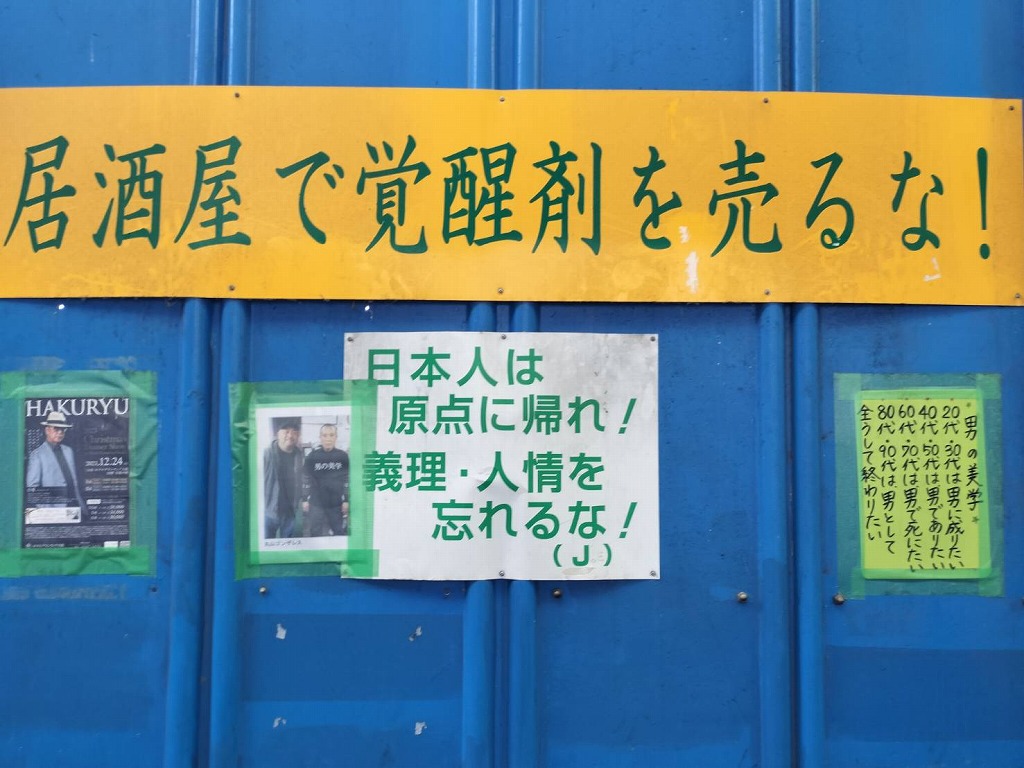 居酒屋で覚醒剤を売るな!
日本人は
原点に帰れ!
義理・人情を
忘れるな!
(J)
HAKURYU
12.24
男の美学
男の美学
20代・30代は男に成りたい
40代・50代は男でありたい
60代・70代は男で死にたい
80代・90代は男として
全うして終わりたい